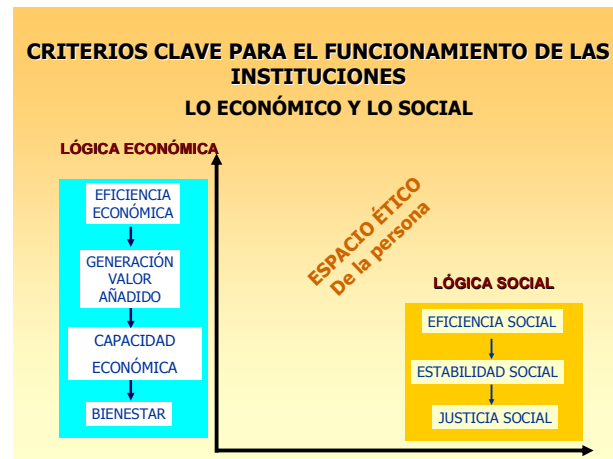 CRITERIOS CLAVE PARA EL FUNCIONAMIENTO DE LAS
INSTITUCIONES
LO ECONÓMICO Y LO SOCIAL
LÓGICA ECONÓMICA
EFICIENCIA
ECONÓMICA
GENERACIÓN
VALOR
AÑADIDO
CAPACIDAD
ECONÓMICA
BIENESTAR
ESPACIO ÉTICO
De la persona
LÓGICA SOCIAL
EFICIENCIA SOCIAL
ESTABILIDAD SOCIAL
JUSTICIA SOCIAL